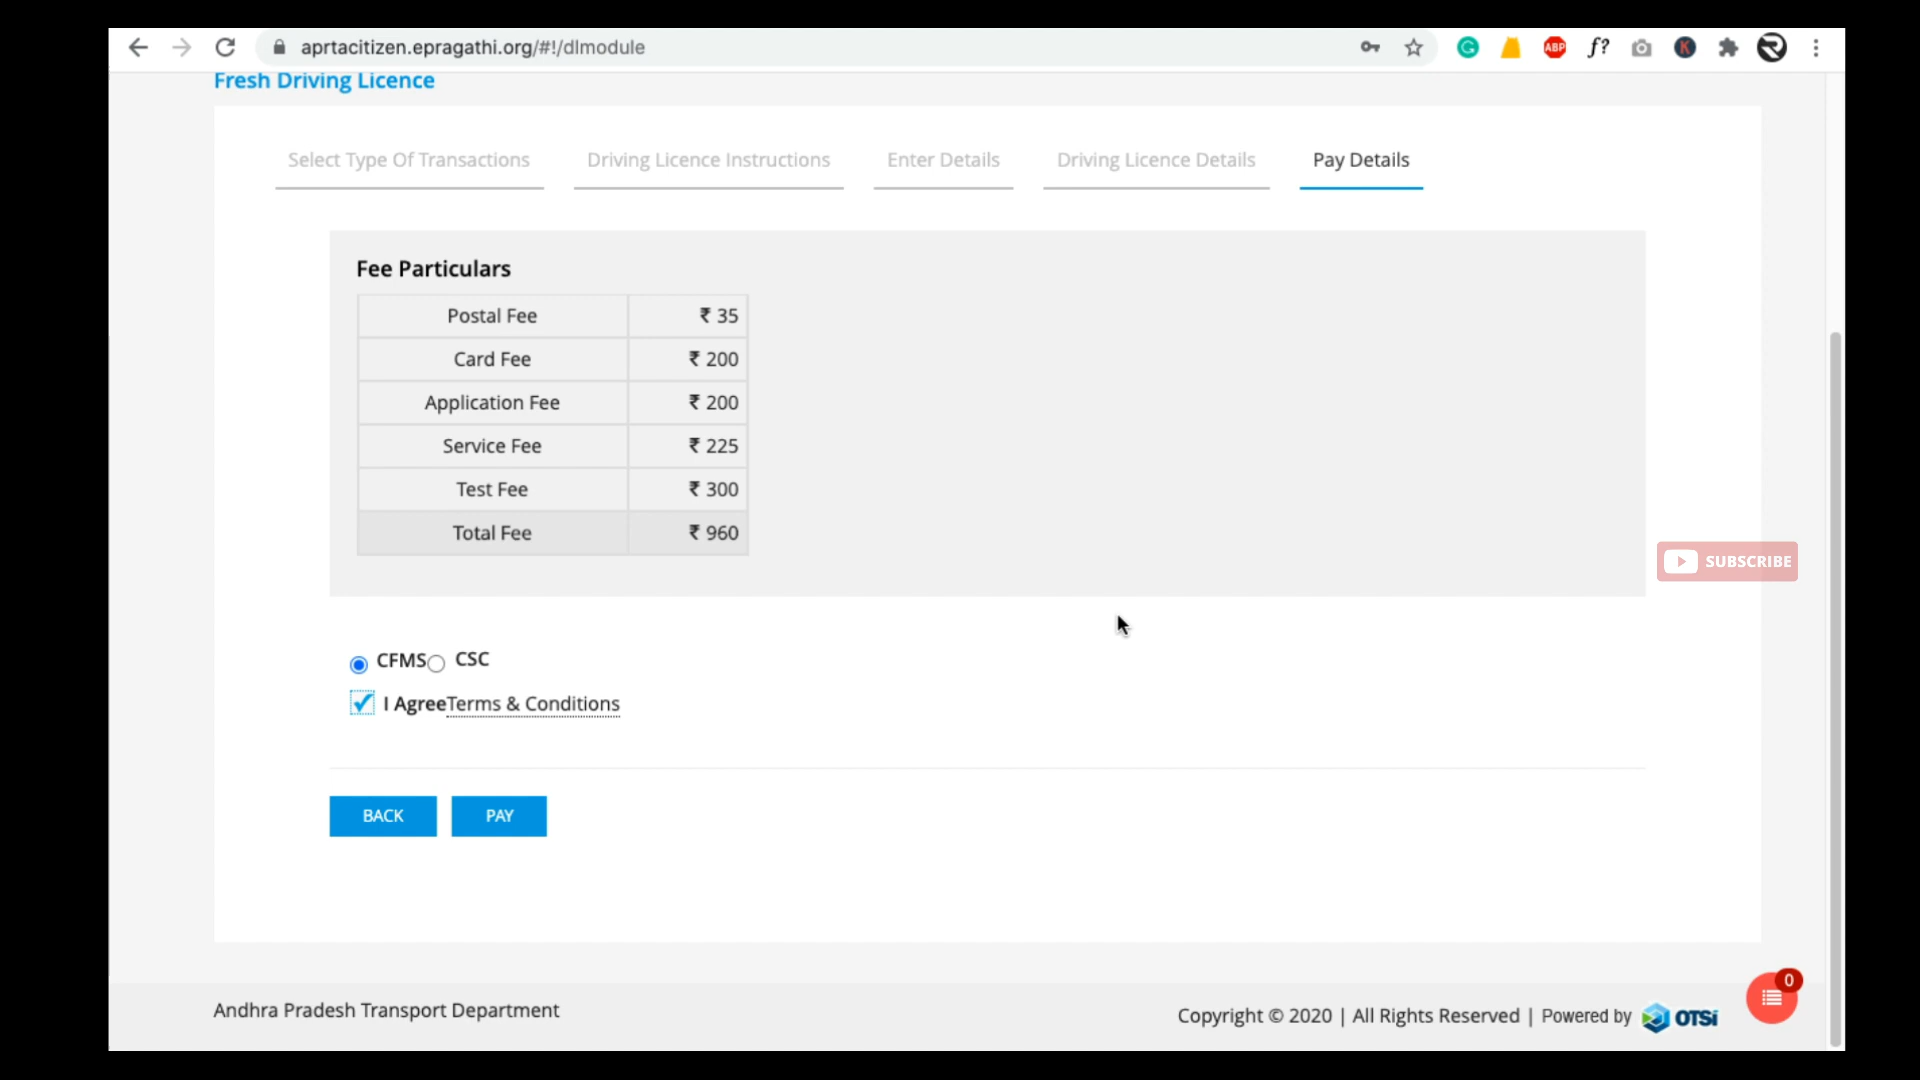 aprtacitizen.epragathi.org/#!/dlmodule
ABP
f?
K
Fresh Driving Licence
Select Type Of Transactions
Driving Licence Instructions
Enter Details
Driving Licence Details
Pay Details
Fee Particulars
Postal Fee ₹ 35
Card Fee ₹ 200
Application Fee ₹ 200
Service Fee ₹ 225
Test Fee ₹ 300
Total Fee ₹ 960
SUBSCRIBE
CFMS CSC
I AgreeTerms & Conditions
BACK PAY
0
Andhra Pradesh Transport Department
Copyright © 2020 | All Rights Reserved | Powered by OTSi